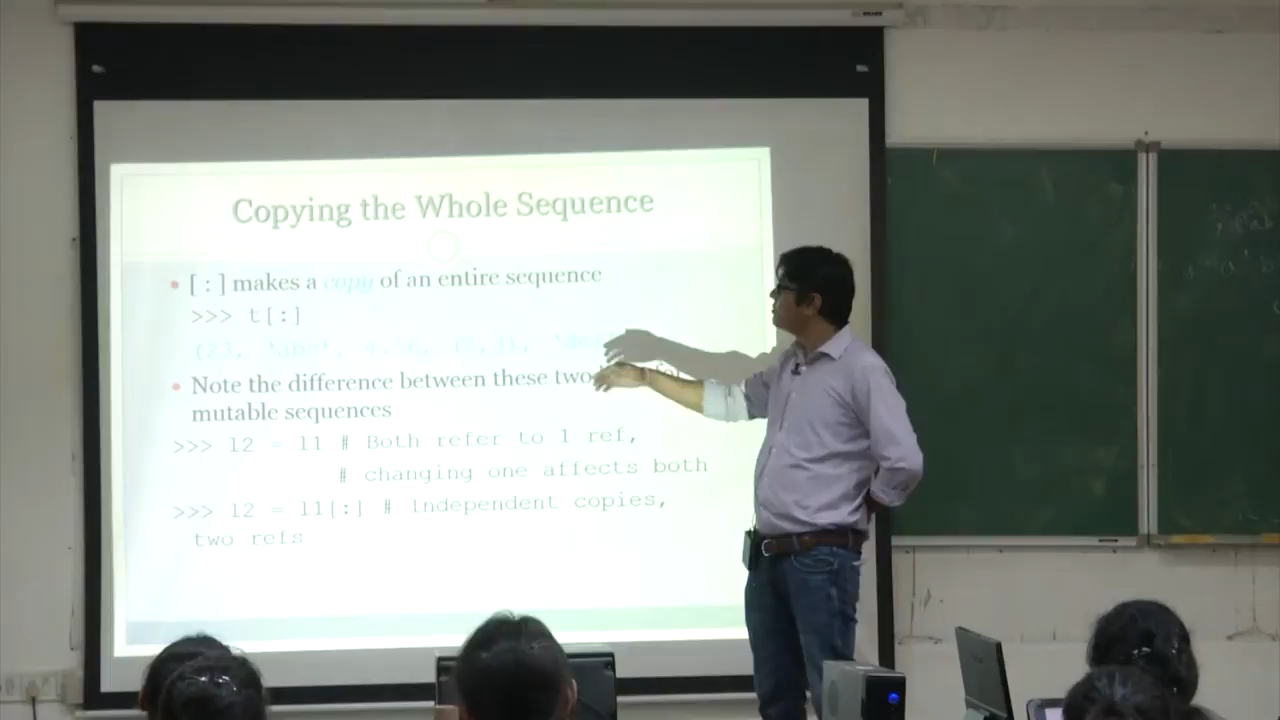 Copying the Whole Sequence
• [ : ] makes a copy of an entire sequence
>>> t[:]
(23,
• Note the difference between these two
mutable sequences
>>> l2 = l1 # Both refer to 1 ref,
# changing one affects both
>>> l2 = l1[:] # Independent copies,
two refs